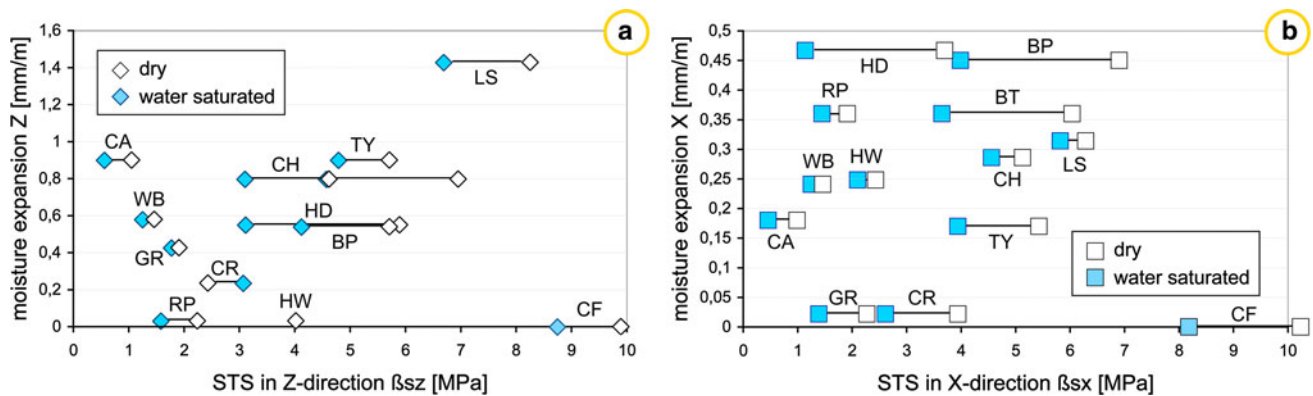 a
moisture expansion Z [mm/m]
1,6
1,4
1,2
1
0,8
0,6
0,4
0,2
0
dry
water saturated
LS
CA
TY
CH
WB
HD
BP
GR
CR
RP
HW
CF
0 1 2 3 4 5 6 7 8 9 10
STS in Z-direction ßsz [MPa]
b
moisture expansion X [mm/m]
0,5
0,45
0,4
0,35
0,3
0,25
0,2
0,15
0,1
0,05
0
BP
HD
RP
BT
LS
WB
HW
CH
CA
TY
dry
water saturated
GR
CR
CF
0 1 2 3 4 5 6 7 8 9 10
STS in X-direction ßsx [MPa]